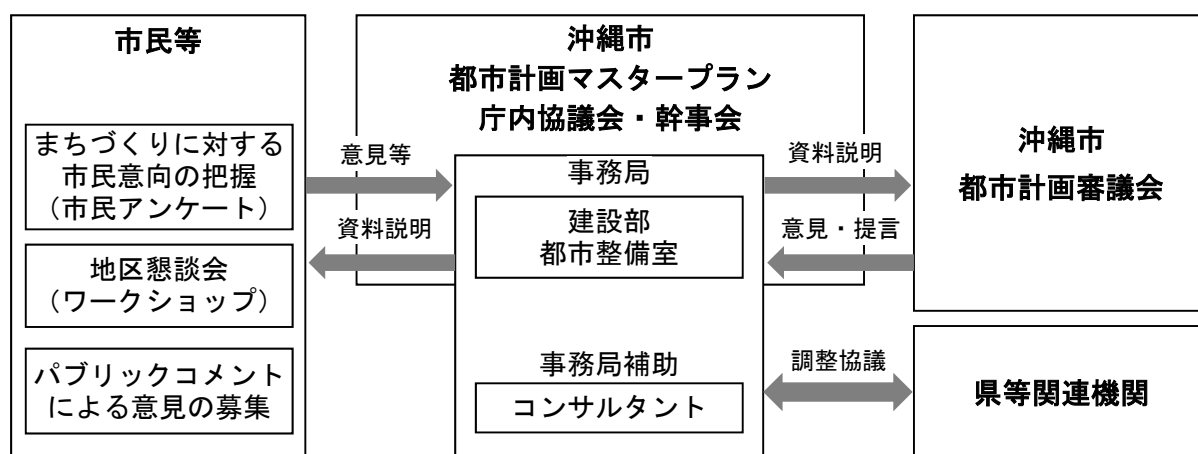 市民等
まちづくりに対する
市民意向の把握
（市民アンケート）
地区懇談会
（ワークショップ）
パブリックコメント
による意見の募集
意見等
資料説明
沖縄市
都市計画マスタープラン
庁内協議会・幹事会
事務局
建設部
都市整備室
事務局補助
コンサルタント
資料説明
意見・提言
調整協議
沖縄市
都市計画審議会
県等関連機関